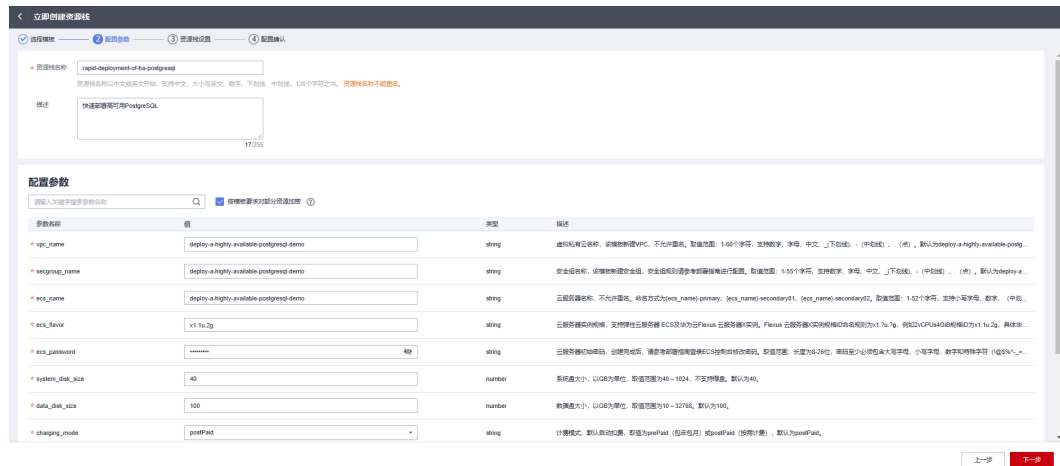 立即创建资源栈
选择模板 2 配置参数 3 资源栈设置 4 配置确认
* 资源栈名称 rapid-deployment-of-ha-postgresql
资源栈名称以中文或英文开始，支持中文、大小写英文、数字、下划线、中划线，128个字符之内。资源栈名称不能重名。
描述 快速部署高可用PostgreSQL
17/255
配置参数
请输入关键字搜索参数名称 按模板要求对部分资源加密
参数名称 值 类型 描述
* vpc_name deploy-a-highly-available-postgresql-demo string 虚拟私有云名称，该模板新建VPC，不允许重名。取值范围：1-60个字符，支持数字、字母、中文、_(下划线)、-（中划线）、.（点）。默认为deploy-a-highly-available-postg...
* secgroup_name deploy-a-highly-available-postgresql-demo string 安全组名称，该模板新建安全组，安全组规则请参考部署指南进行配置。取值范围：1-55个字符，支持数字、字母、中文、_(下划线)、-（中划线）、.（点）。默认为deploy-a...
* ecs_name deploy-a-highly-available-postgresql-demo string 云服务器名称，不允许重名。命名方式为{ecs_name}-primary，{ecs_name}-secondary01，{ecs_name}-secondary02。取值范围：1-52个字符，支持小写字母、数字、（中划...
* ecs_flavor x1.1u.2g string 云服务器实例规格，支持弹性云服务器 ECS及华为云Flexus 云服务器X实例。Flexus 云服务器X实例规格ID命名规则为x1.?u.?g，例如2vCPUs4GiB规格ID为x1.2u.4g，具体华...
* ecs_password ········· string 云服务器初始密码，创建完成后，请参考部署指南登录ECS控制台修改密码。取值范围：长度为8-26位，密码至少必须包含大写字母、小写字母、数字和特殊字符（!@$%^-_=...
* system_disk_size 40 number 系统盘大小，以GB为单位，取值范围为40～1024，不支持缩盘。默认为40。
* data_disk_size 100 number 数据盘大小，以GB为单位，取值范围为10～32768。默认为100。
* charging_mode postPaid string 计费模式，默认自动扣费，取值为prePaid（包年包月）或postPaid（按需计费），默认为postPaid。
上一步 下一步